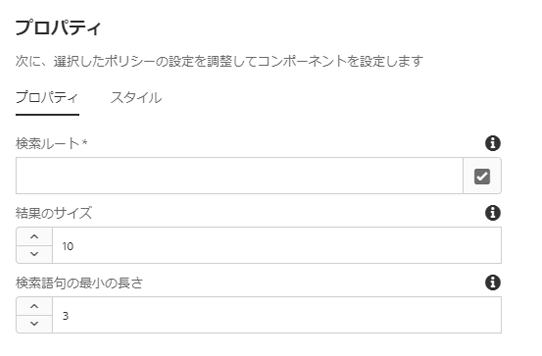 プロパティ
次に、選択したポリシーの設定を調整してコンポーネントを設定します
プロパティ スタイル
検索ルート*
結果のサイズ
10
検索語句の最小の長さ
3